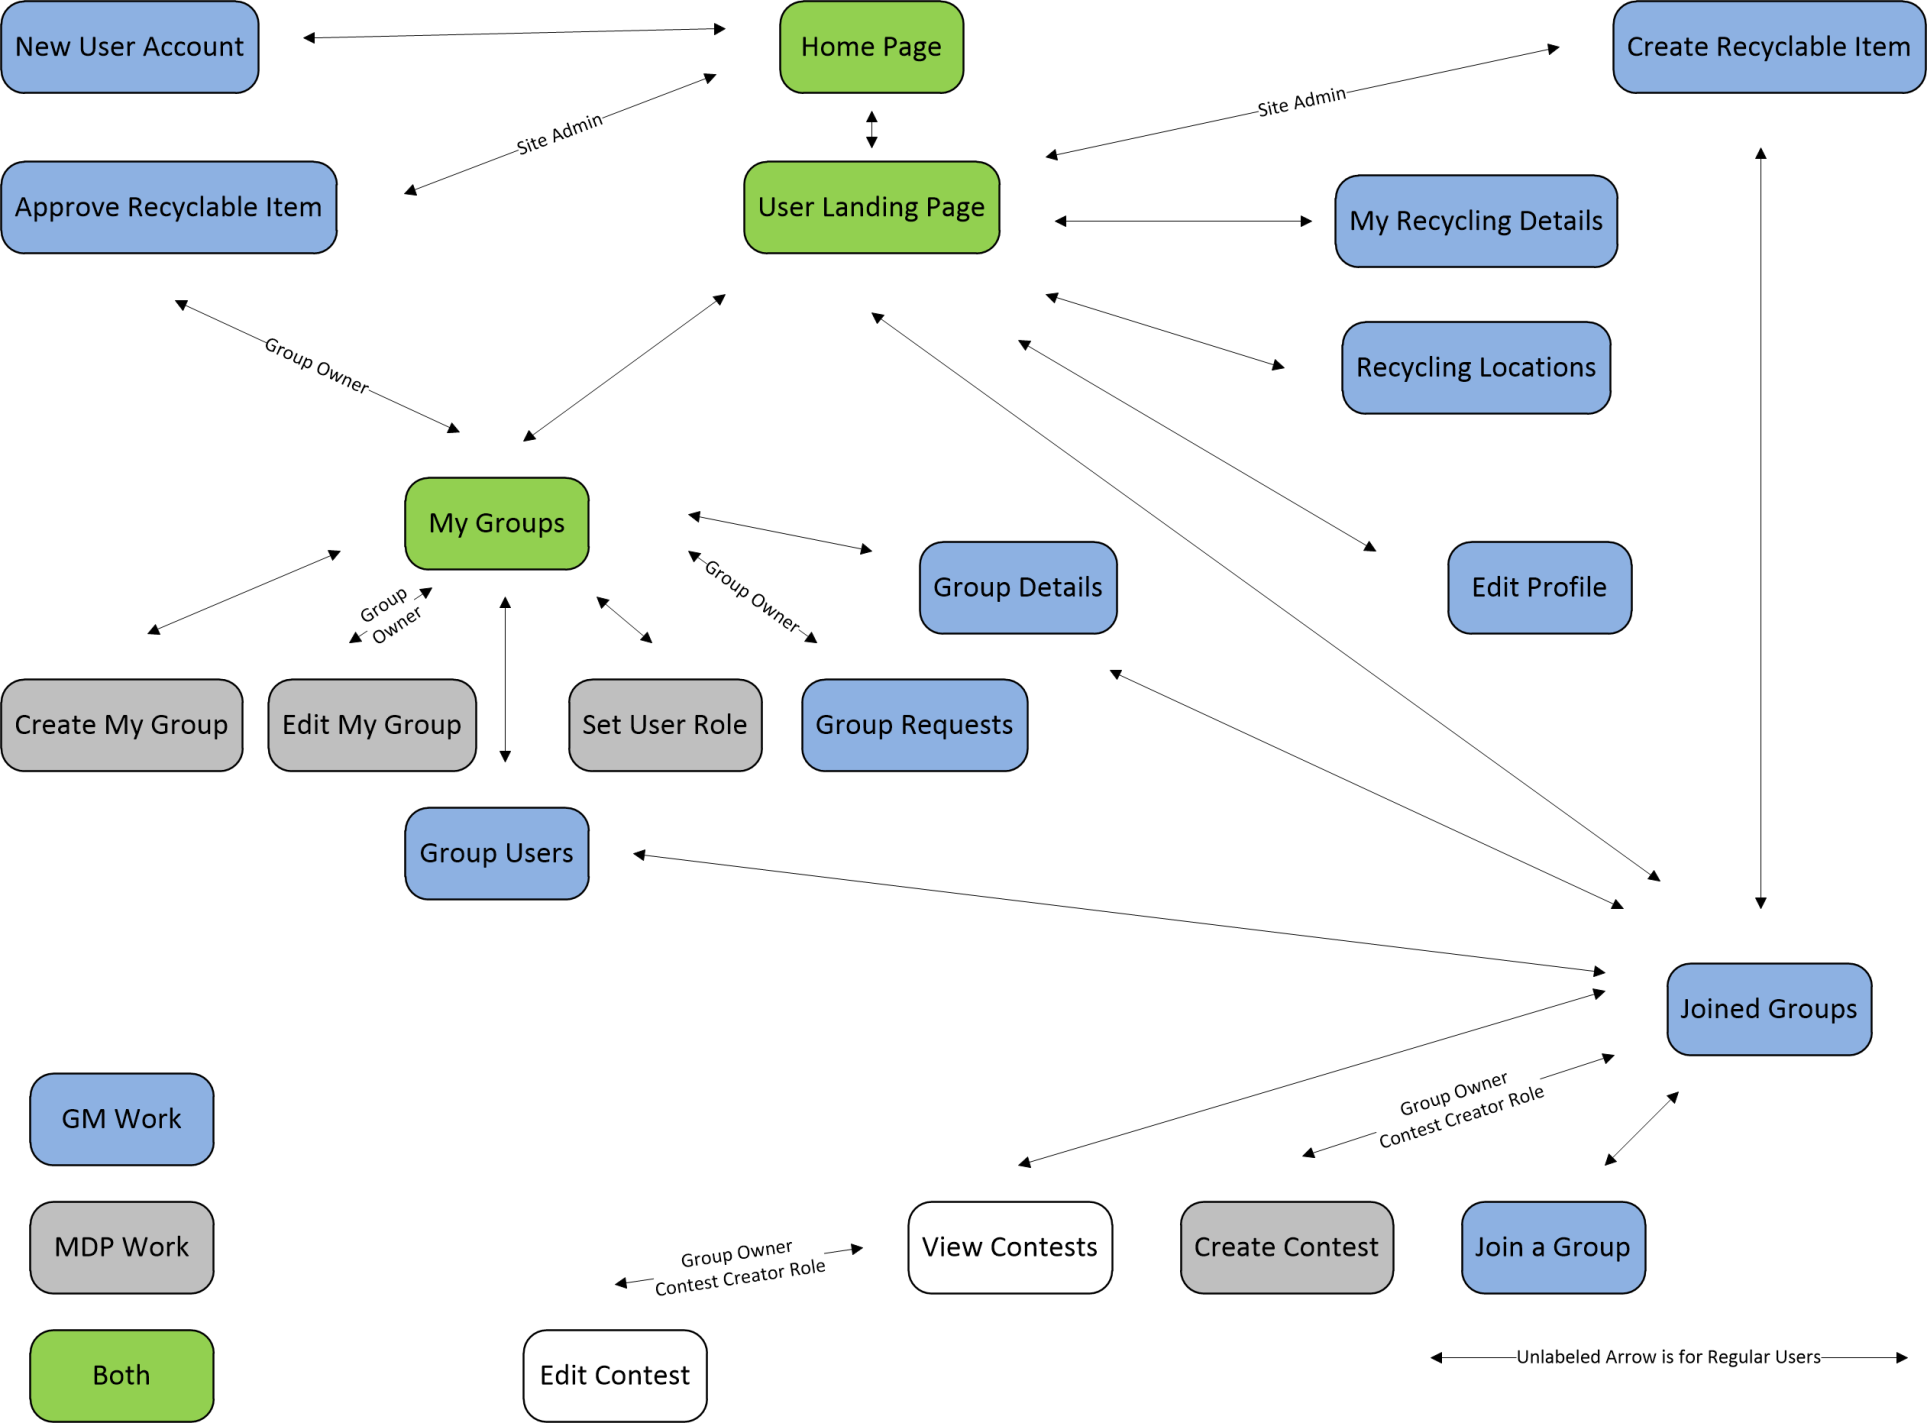 New User Account
Home Page
Create Recyclable Item
Site Admin
Site Admin
Approve Recyclable Item
User Landing Page
My Recycling Details
Group Owner
Recycling Locations
My Groups
Group Details
Edit Profile
Group
Owner
Group Owner
Create My Group
Edit My Group
Set User Role
Group Requests
Group Users
Joined Groups
GM Work
Group Owner
Contest Creator Role
MDP Work
View Contests
Create Contest
Join a Group
Group Owner
Contest Creator Role
Both
Edit Contest
Unlabeled Arrow is for Regular Users